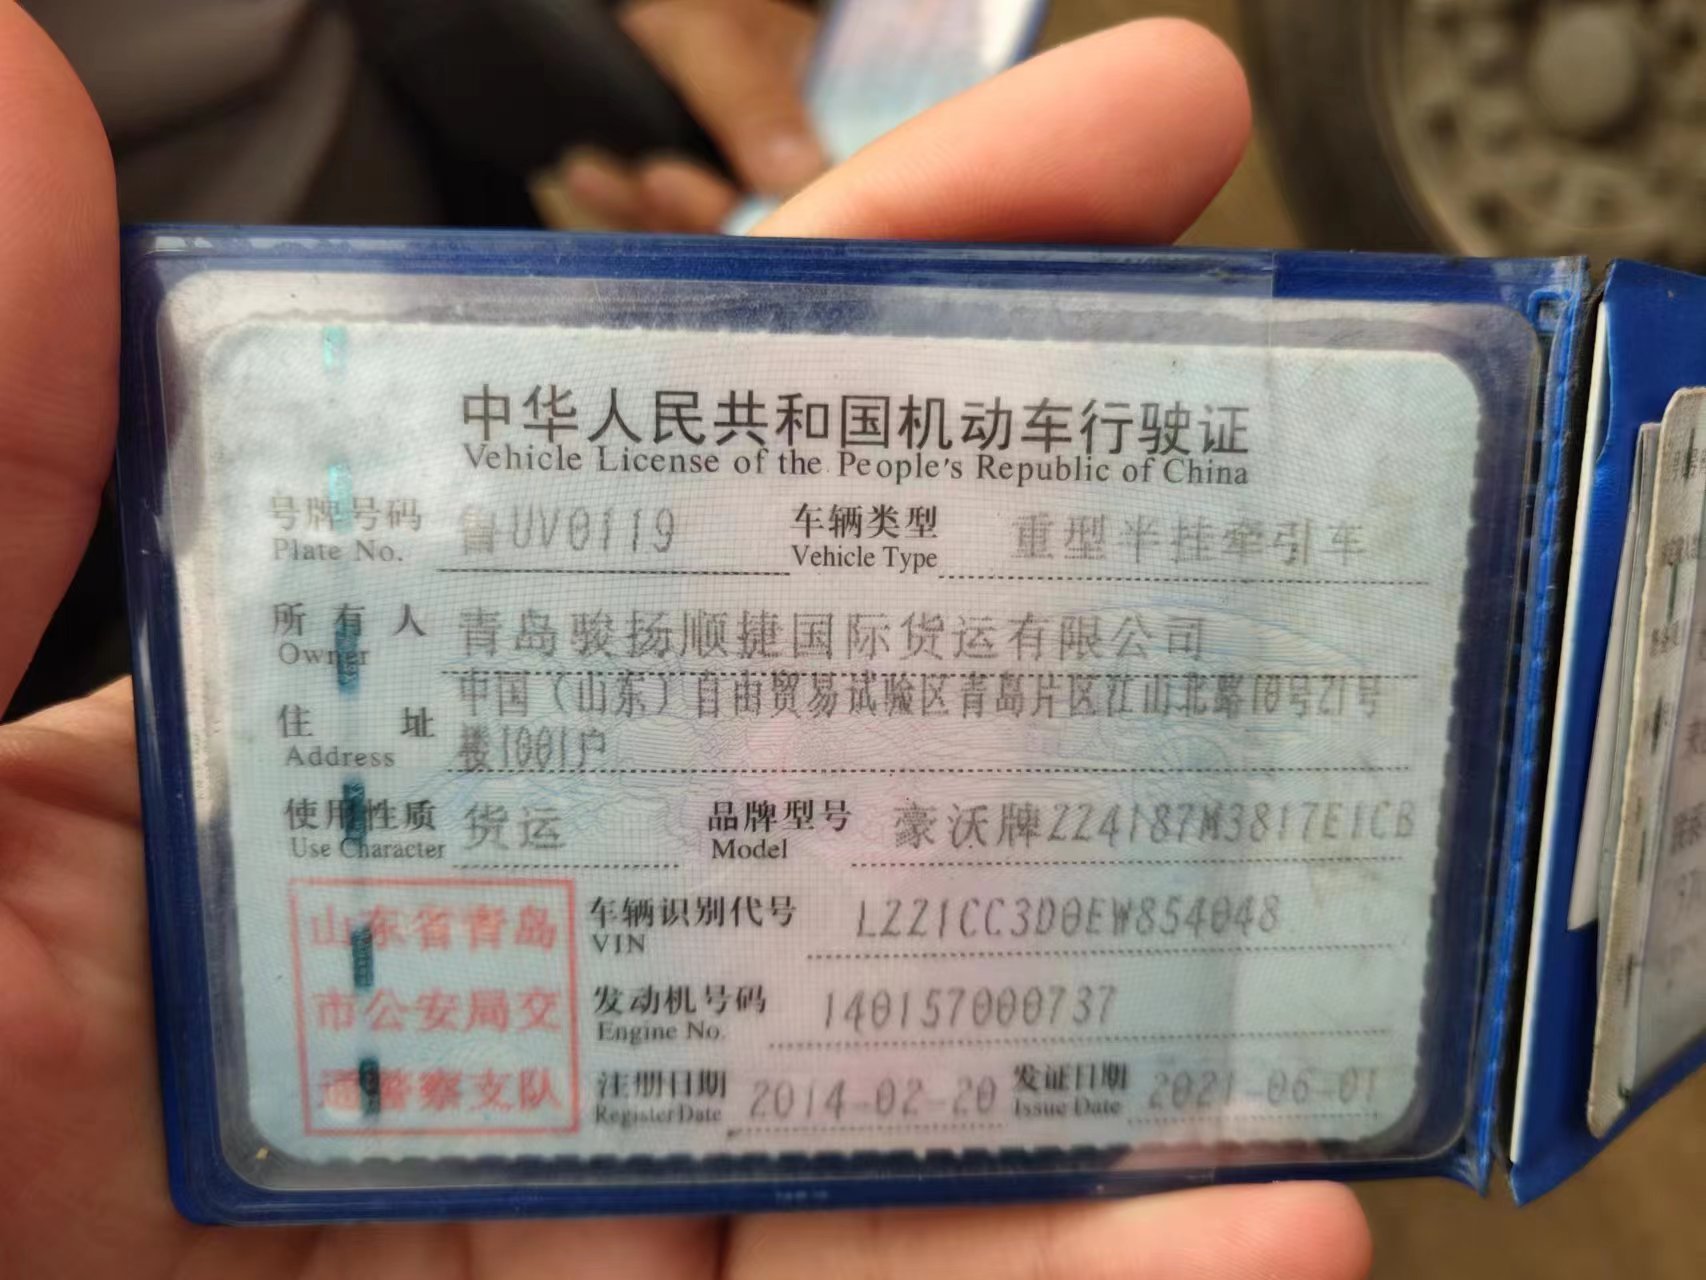 中华人民共和国机动车行驶证
Vehicle License of the People's Republic of China
号牌号码 鲁UV0119 车辆类型 重型半挂牵引车
Plate No. Vehicle Type
所有人 青岛骏扬顺捷国际货运有限公司
Owner
中国（山东）自由贸易试验区青岛片区江山北路10号21号
住址 楼1001户
Address
使用性质 货运 品牌型号 豪沃牌ZZ4187M3817E1CB
Use Character Model
车辆识别代号 LZZ1CC3D0EW854048
VIN
发动机号码 140157000737
Engine No.
注册日期 2014-02-20 发证日期 2021-06-01
Register Date Issue Date
山东省青岛
市公安局交
通警察支队